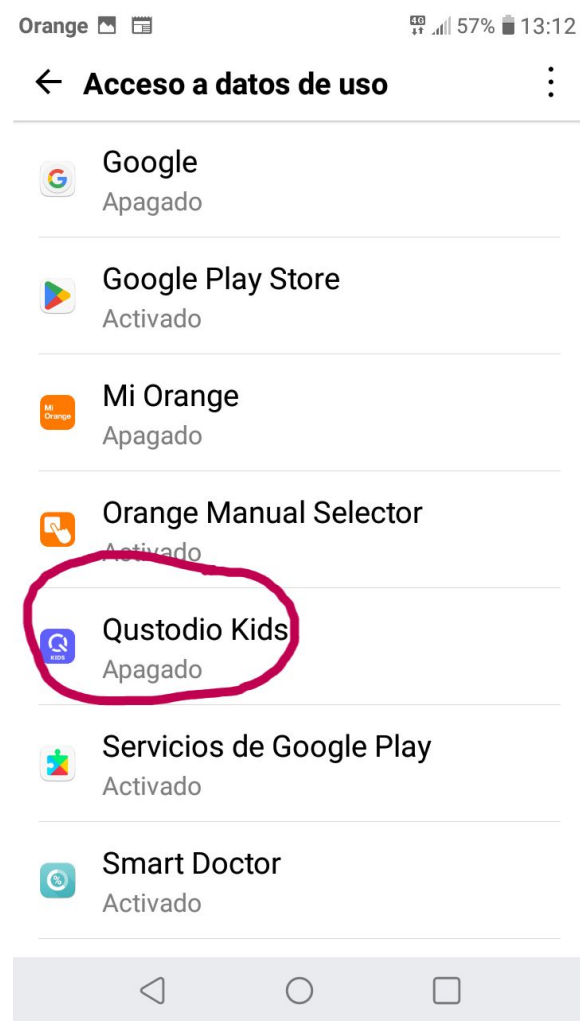 Orange 4G 57% 13:12
Acceso a datos de uso
G Google
Apagado
Google Play Store
Activado
Mi Orange
Mi
Orange
Apagado
Orange Manual Selector
Activado
Qustodio Kids
KIDS
Apagado
Servicios de Google Play
Activado
Smart Doctor
%
Activado